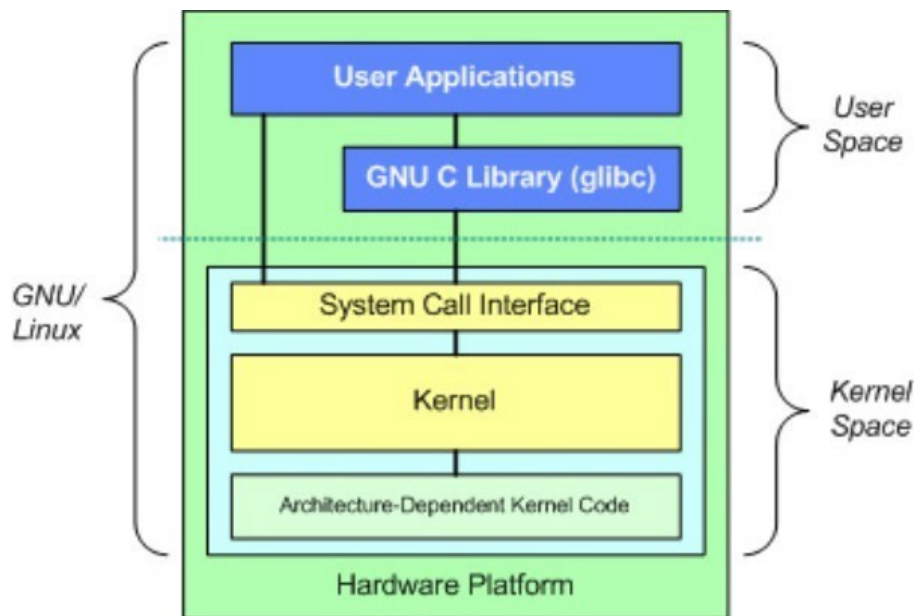 User Applications
GNU C Library (glibc)
User
Space
GNU/
Linux
System Call Interface
Kernel
Kernel
Space
Architecture-Dependent Kernel Code
Hardware Platform